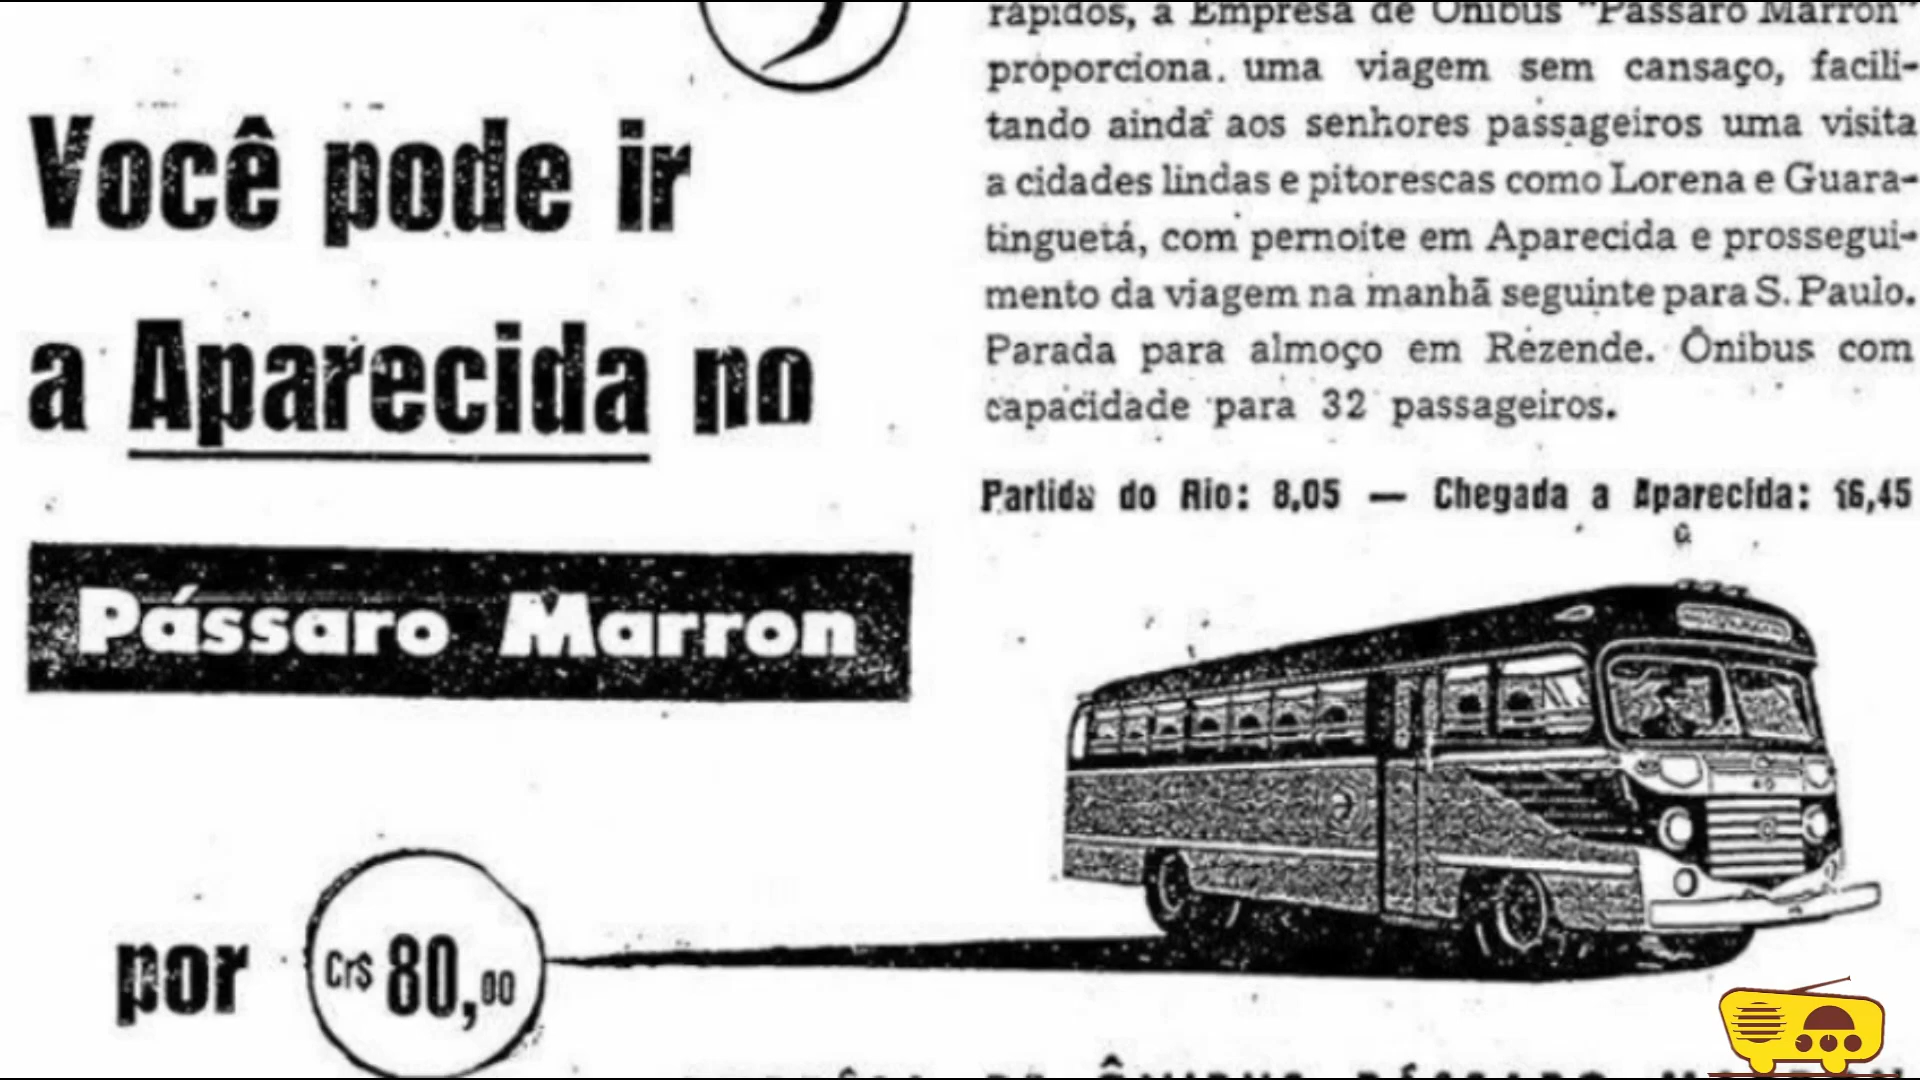 Você pode ir
a Aparecida no
Pássaro Marron
por Cr$ 80,00
rápidos, a Empresa de Ônibus "Pássaro Marron"
proporciona uma viagem sem cansaço, facili-
tando ainda aos senhores passageiros uma visita
a cidades lindas e pitorescas como Lorena e Guara-
tinguetá, com pernoite em Aparecida e prossegui-
mento da viagem na manhã seguinte para S. Paulo.
Parada para almoço em Rezende. Ônibus com
capacidade para 32 passageiros.
Partida do Rio: 8,05 — Chegada a Aparecida: 16,45